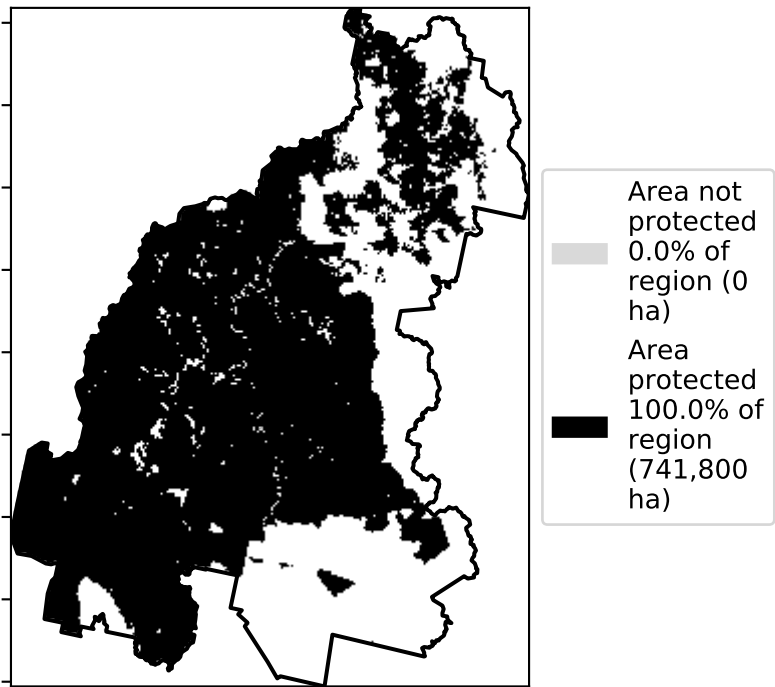 Area not
protected
0.0% of
region (0
ha)
Area
protected
100.0% of
region
(741,800
ha)